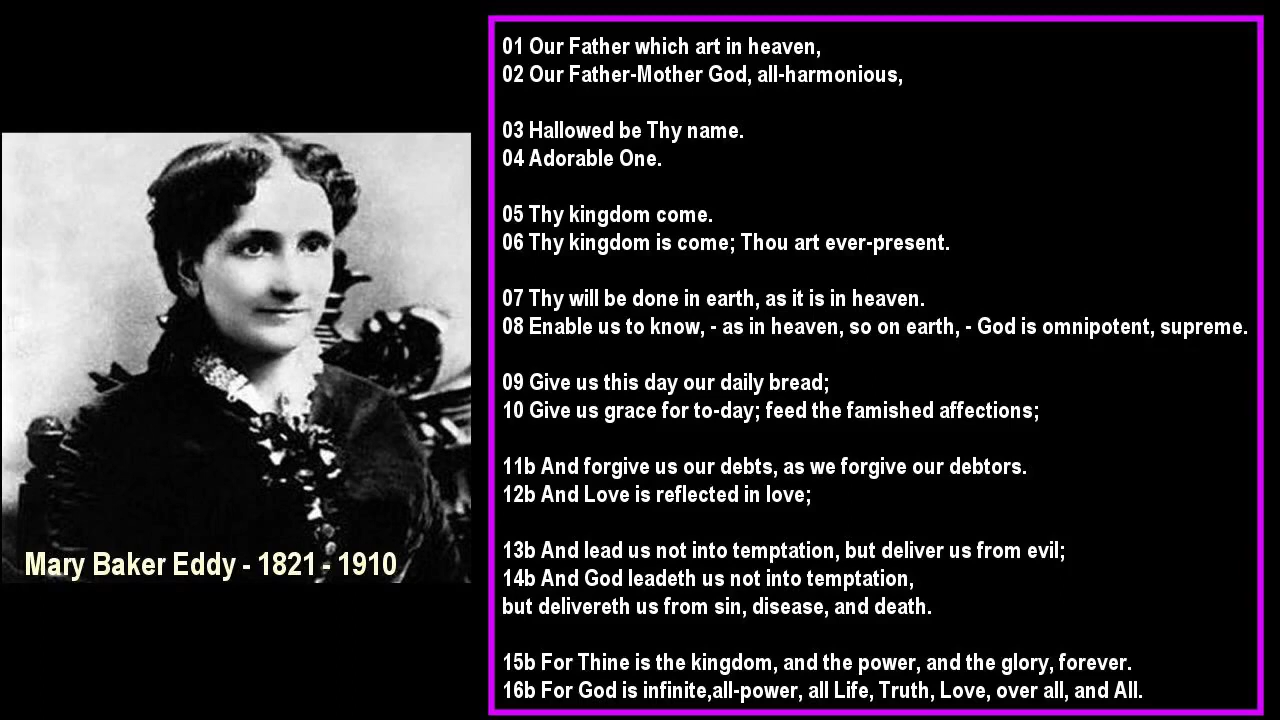 01 Our Father which art in heaven,
02 Our Father-Mother God, all-harmonious,
03 Hallowed be Thy name.
04 Adorable One.
05 Thy kingdom come.
06 Thy kingdom is come; Thou art ever-present.
07 Thy will be done in earth, as it is in heaven.
08 Enable us to know, - as in heaven, so on earth, - God is omnipotent, supreme.
09 Give us this day our daily bread;
10 Give us grace for to-day; feed the famished affections;
11b And forgive us our debts, as we forgive our debtors.
12b And Love is reflected in love;
13b And lead us not into temptation, but deliver us from evil;
14b And God leadeth us not into temptation,
but delivereth us from sin, disease, and death.
15b For Thine is the kingdom, and the power, and the glory, forever.
16b For God is infinite,all-power, all Life, Truth, Love, over all, and All.
Mary Baker Eddy - 1821 - 1910